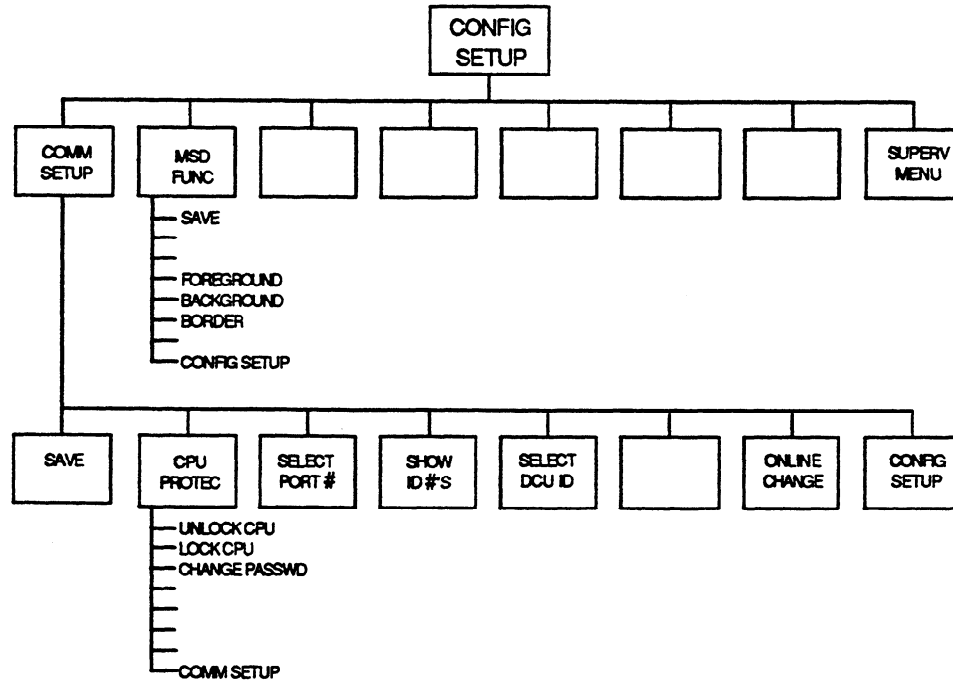 CONFIG
SETUP
COMM
SETUP
MSD
FUNC
SUPERV
MENU
SAVE
FOREGROUND
BACKGROUND
BORDER
CONFIG SETUP
SAVE
CPU
PROTEC
SELECT
PORT #
SHOW
ID #'S
SELECT
DCU ID
ONLINE
CHANGE
CONFIG
SETUP
UNLOCK CPU
LOCK CPU
CHANGE PASSWD
COMM SETUP